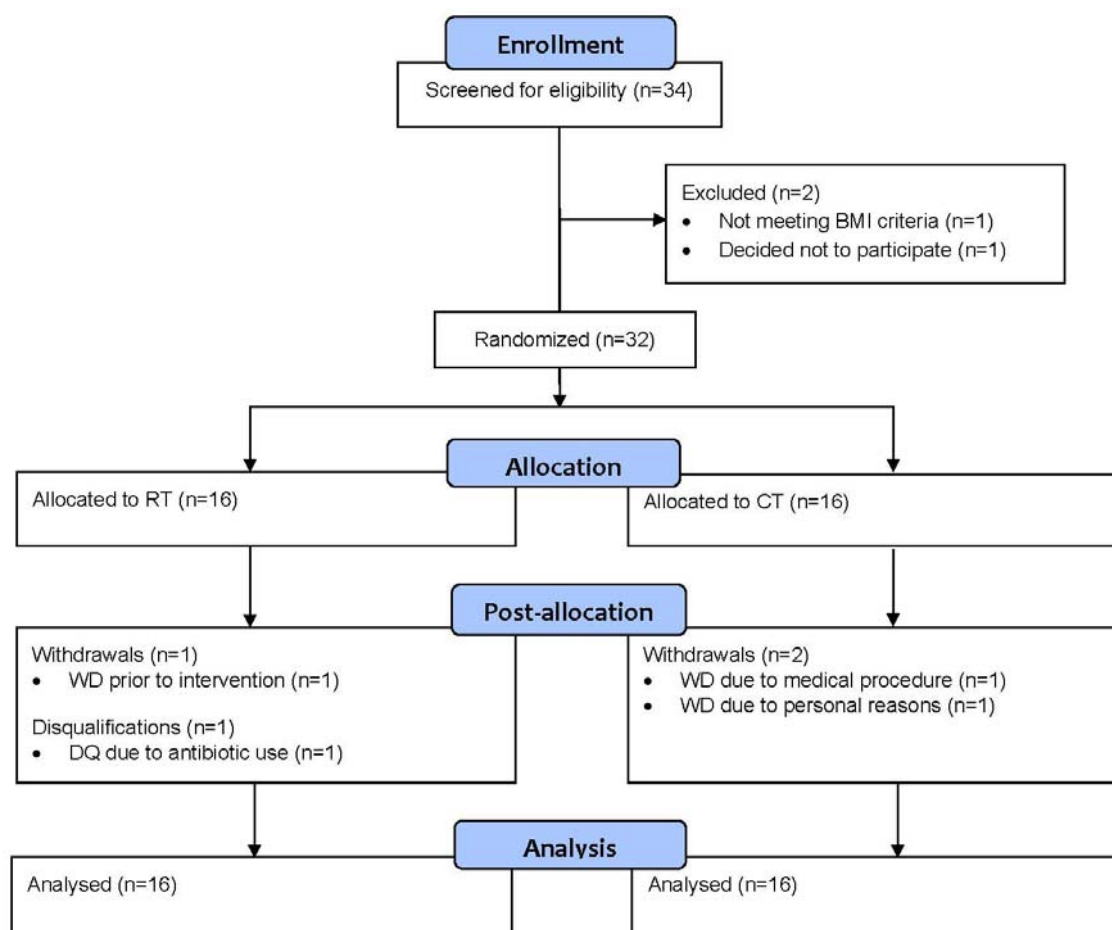 Enrollment
Screened for eligibility (n=34)
Excluded (n=2)
• Not meeting BMI criteria (n=1)
• Decided not to participate (n=1)
Randomized (n=32)
Allocation
Allocated to RT (n=16)
Allocated to CT (n=16)
Post-allocation
Withdrawals (n=1)
• WD prior to intervention (n=1)
Disqualifications (n=1)
• DQ due to antibiotic use (n=1)
Withdrawals (n=2)
• WD due to medical procedure (n=1)
• WD due to personal reasons (n=1)
Analysis
Analysed (n=16)
Analysed (n=16)